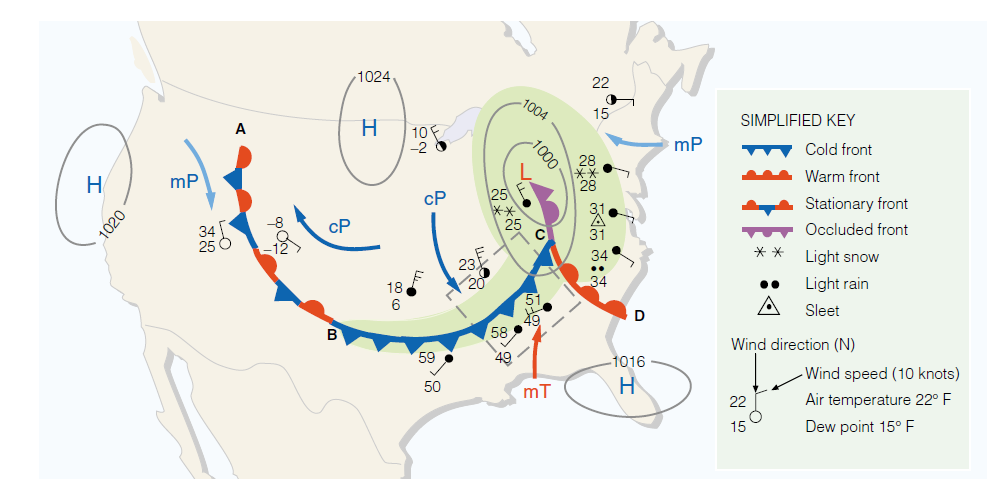 1024
22
15
1004
A
10
-2
H
1000
mP
28
28
H
mP
L
25
25
cP
31
31
1020
34
25
-8
-12
cP
C
34
34
23
20
18
6
51
49
D
B
58
49
59
50
mT
1016
H
SIMPLIFIED KEY
Cold front
Warm front
Stationary front
Occluded front
Light snow
Light rain
Sleet
Wind direction (N)
Wind speed (10 knots)
22
Air temperature 22° F
15
Dew point 15° F